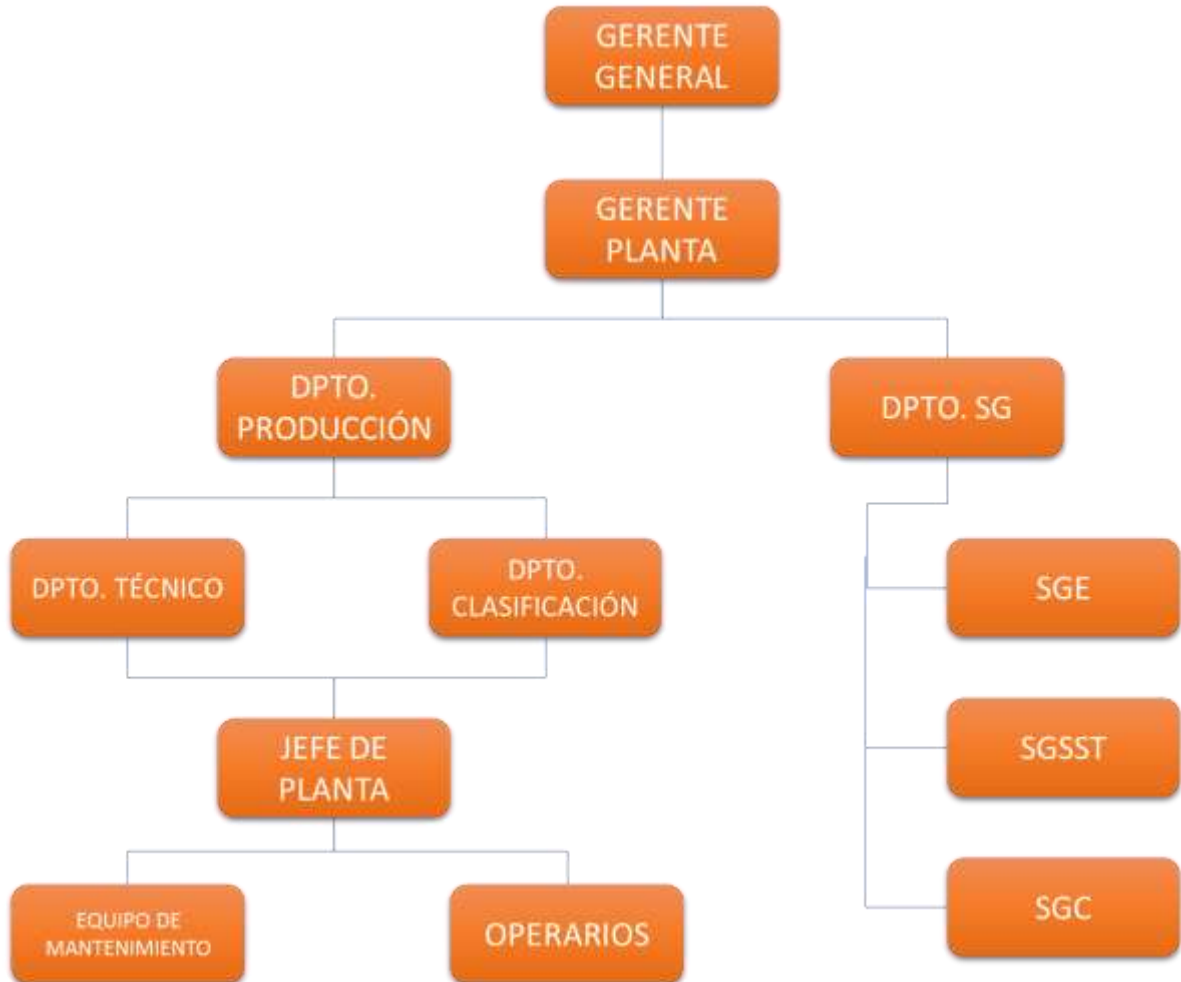 GERENTE
GENERAL
GERENTE
PLANTA
DPTO.
PRODUCCIÓN
DPTO. SG
DPTO. TÉCNICO
DPTO.
CLASIFICACIÓN
SGE
JEFE DE
PLANTA
SGSST
EQUIPO DE
MANTENIMIENTO
OPERARIOS
SGC